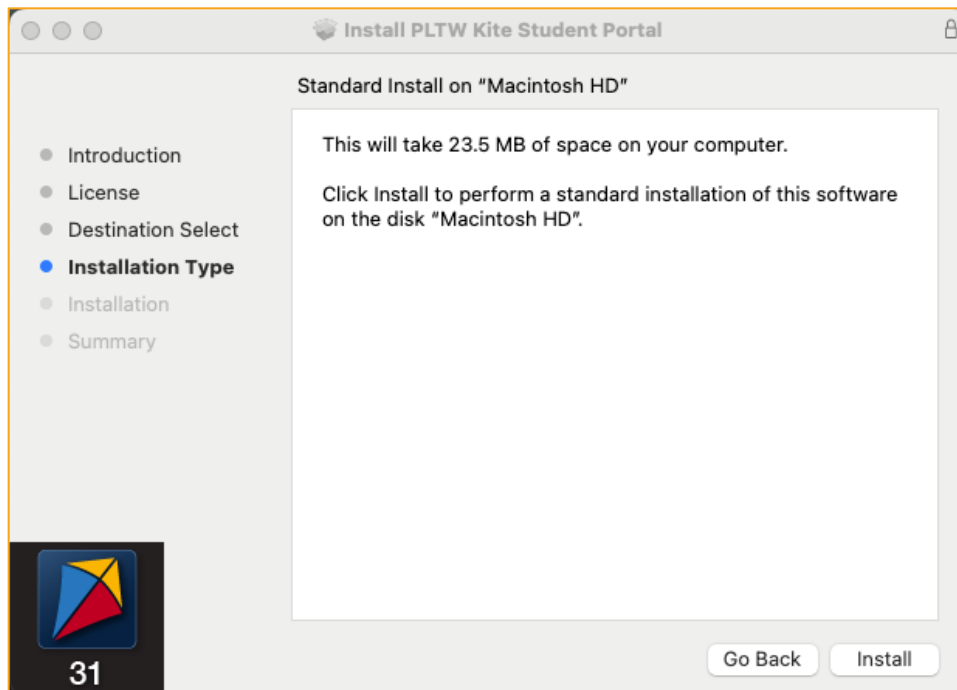 Install PLTW Kite Student Portal
Standard Install on “Macintosh HD”
Introduction
License
Destination Select
Installation Type
Installation
Summary
This will take 23.5 MB of space on your computer.
Click Install to perform a standard installation of this software
on the disk “Macintosh HD”.
31
Go Back
Install